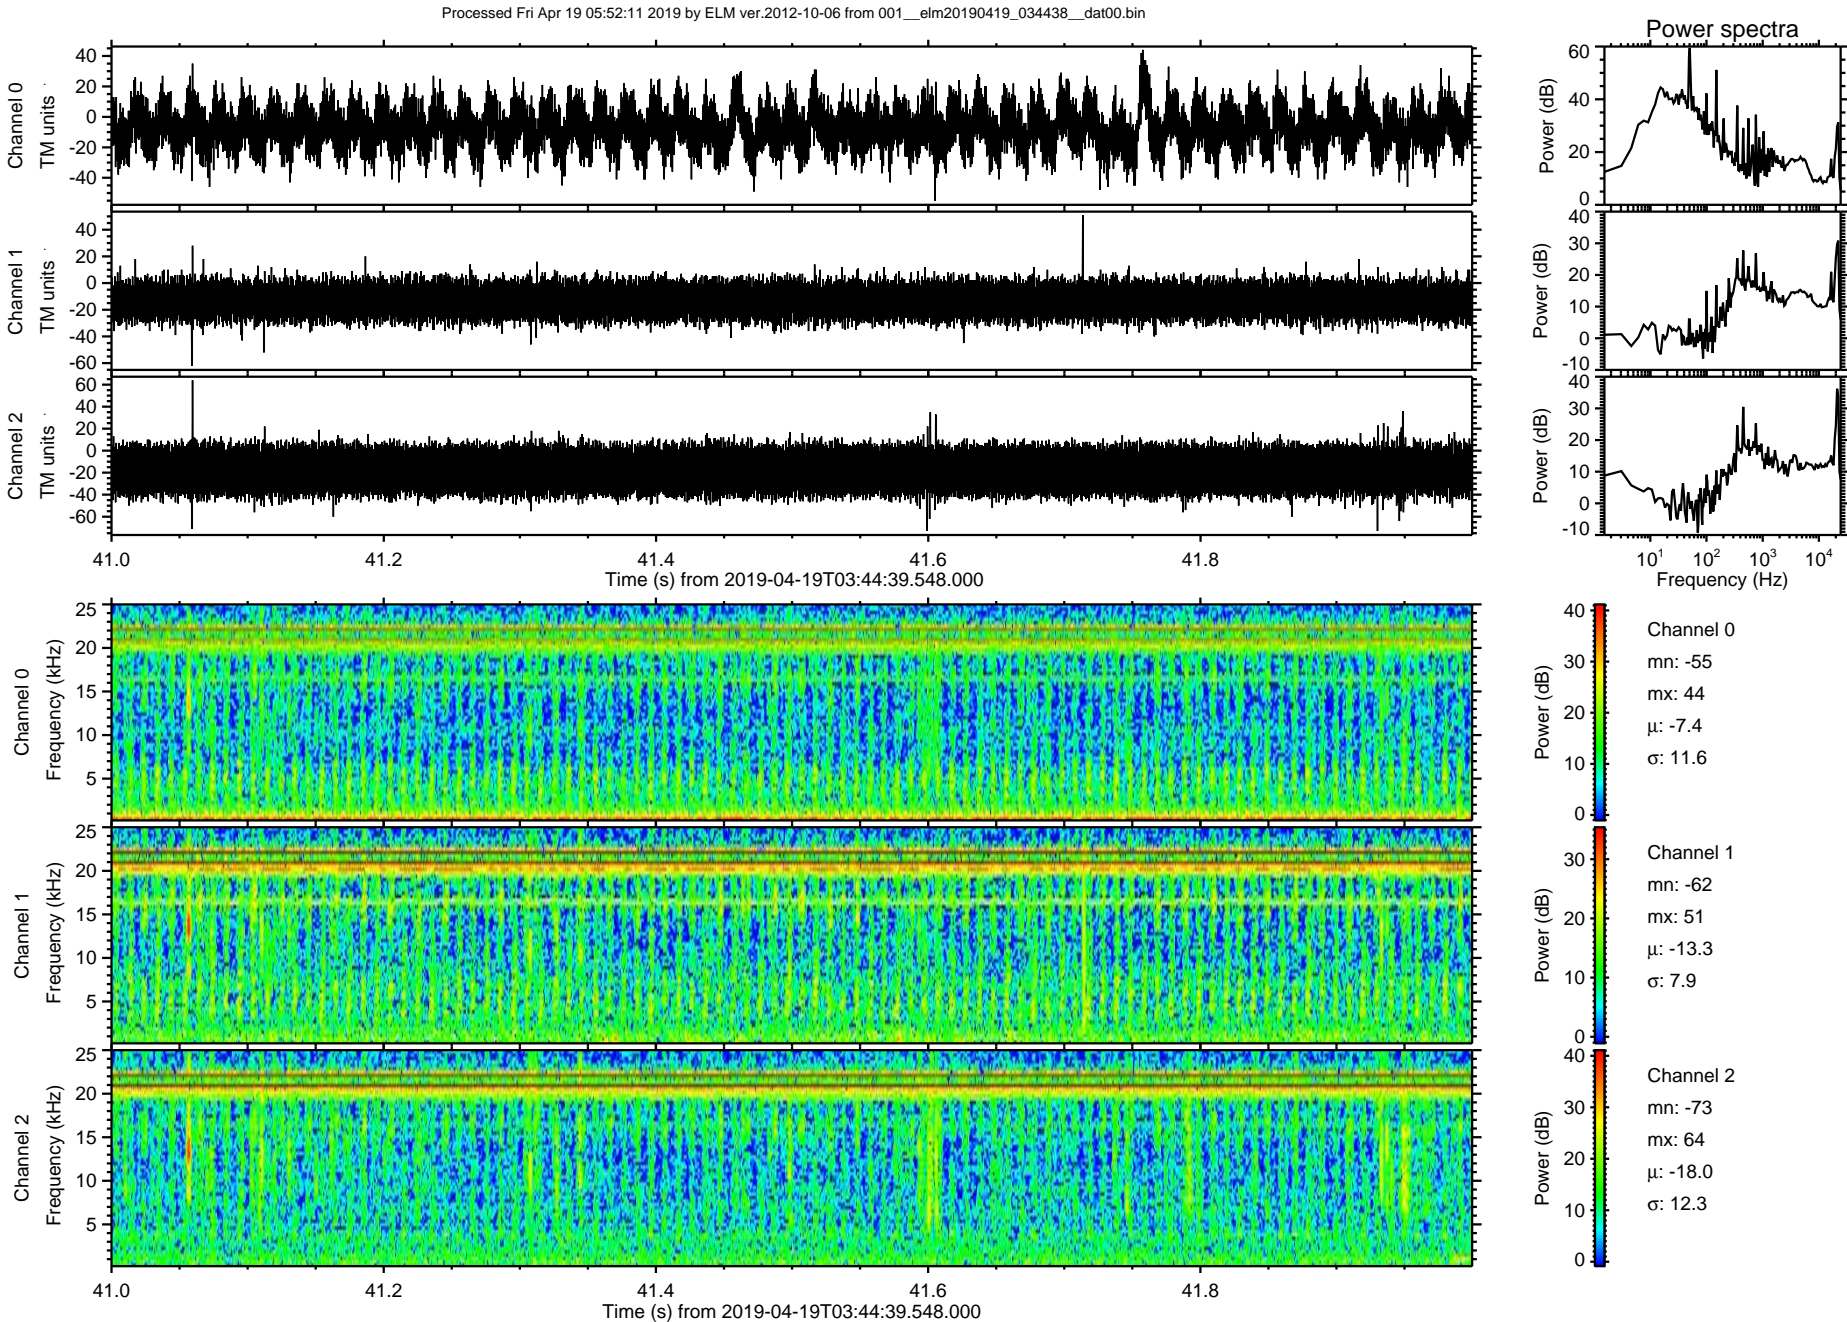 Processed Fri Apr 19 05:52:11 2019 by ELM ver.2012-10-06 from 001__elm20190419_034438__dat00.bin
Power spectra
Channel 0
TM units
40
20
0
-20
-40
Power (dB)
60
40
20
0
Channel 1
TM units
40
20
0
-20
-40
-60
Power (dB)
40
30
20
10
0
-10
Channel 2
TM units
60
40
20
0
-20
-40
-60
Power (dB)
40
30
20
10
0
-10
41.0 41.2 41.4 41.6 41.8
Time (s) from 2019-04-19T03:44:39.548.000
10¹ 10² 10³ 10⁴
Frequency (Hz)
Channel 0
Frequency (kHz)
25
20
15
10
5
Power (dB)
40
30
20
10
0
Channel 0
mn: -55
mx: 44
μ: -7.4
σ: 11.6
Channel 1
Frequency (kHz)
25
20
15
10
5
Power (dB)
30
20
10
0
Channel 1
mn: -62
mx: 51
μ: -13.3
σ: 7.9
Channel 2
Frequency (kHz)
25
20
15
10
5
Power (dB)
40
30
20
10
0
Channel 2
mn: -73
mx: 64
μ: -18.0
σ: 12.3
41.0 41.2 41.4 41.6 41.8
Time (s) from 2019-04-19T03:44:39.548.000